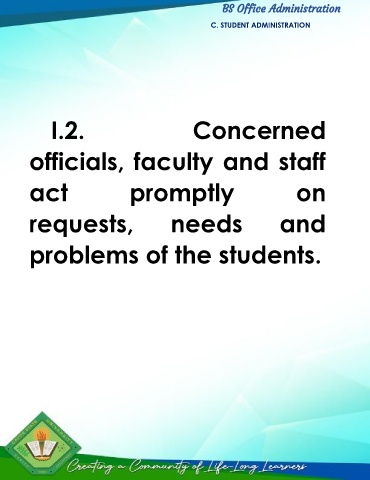 BS Office Administration
C. STUDENT ADMINISTRATION
I.2. Concerned
officials, faculty and staff
act promptly on
requests, needs and
problems of the students.
Creating a Community of Life-Long Learners